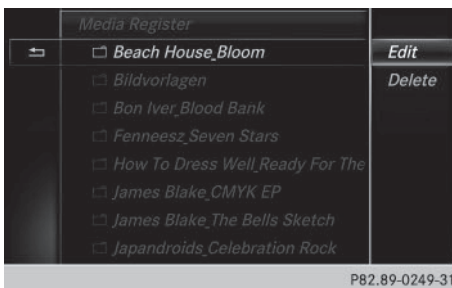 Media Register
Beach House_Bloom
Edit
Bildvorlagen
Delete
Bon Iver_Blood Bank
Fenneesz_Seven Stars
How To Dress Well_Ready For The
James Blake_CMYK EP
James Blake_The Bells Sketch
Japandroids_Celebration Rock
P82.89-0249-31